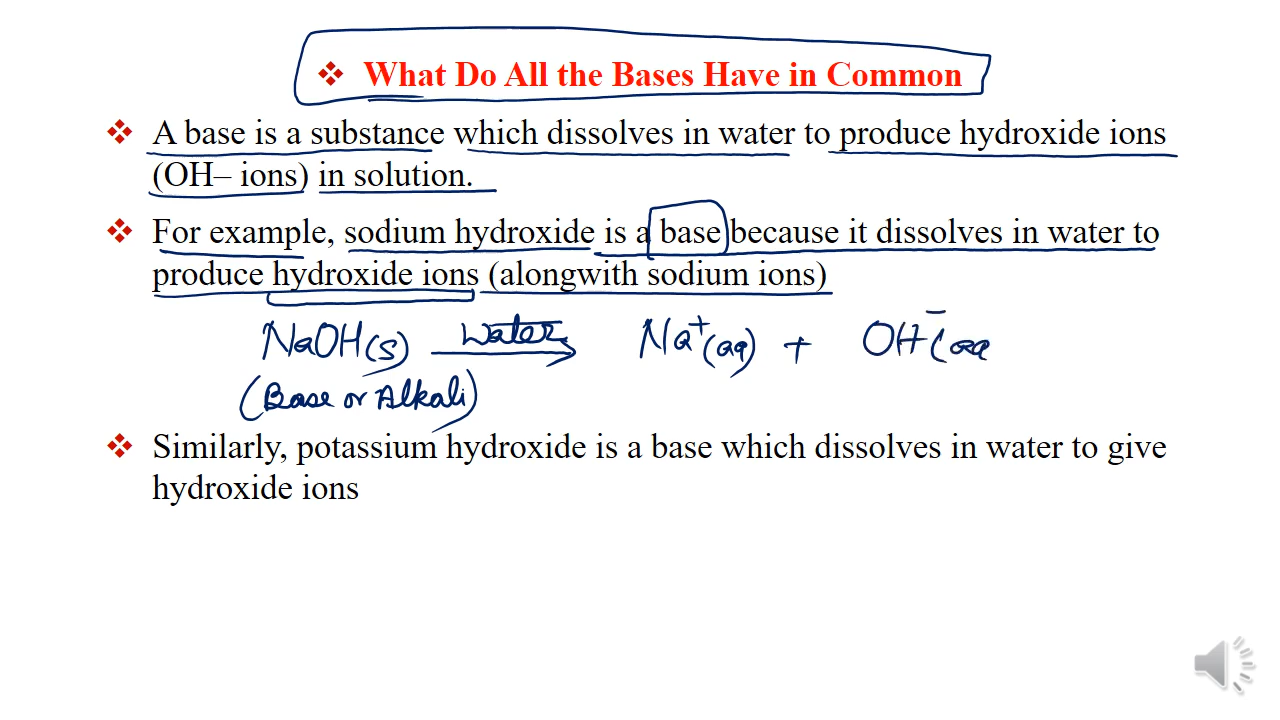 ❖ What Do All the Bases Have in Common
❖ A base is a substance which dissolves in water to produce hydroxide ions
(OH– ions) in solution.
❖ For example, sodium hydroxide is a base because it dissolves in water to
produce hydroxide ions (alongwith sodium ions)
NaOH(s) water Na+(aq) + OH–(aq
(Base or Alkali)
❖ Similarly, potassium hydroxide is a base which dissolves in water to give
hydroxide ions